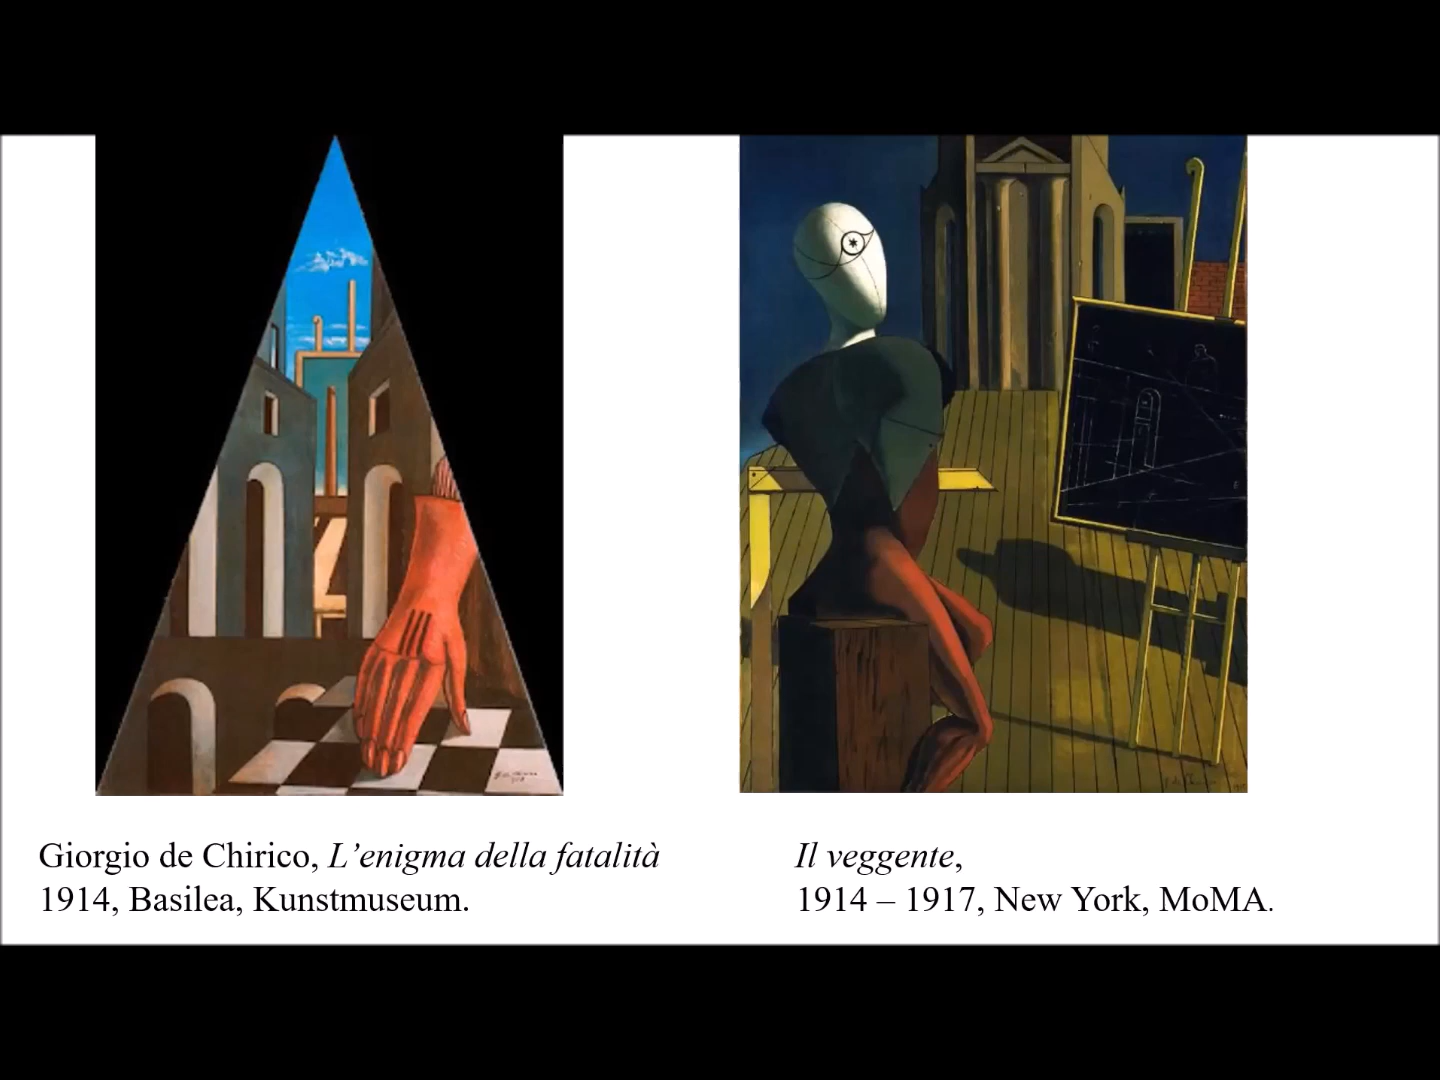 Giorgio de Chirico, L’enigma della fatalità
1914, Basilea, Kunstmuseum.
Il veggente,
1914 – 1917, New York, MoMA.